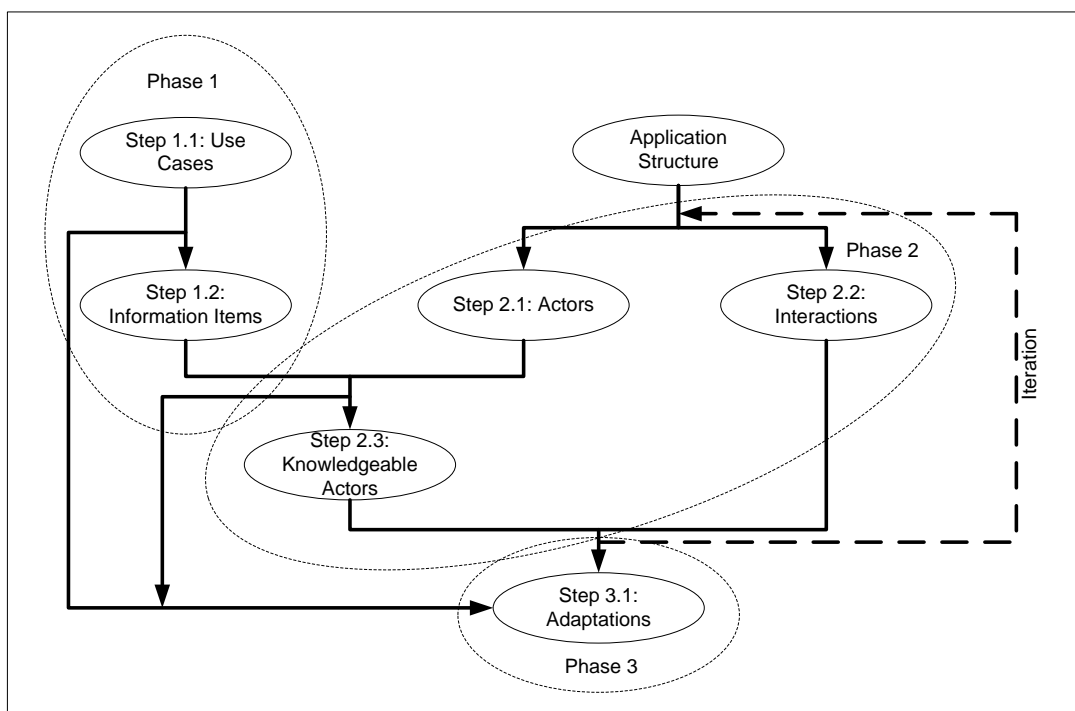 Phase 1
Step 1.1: Use
Cases
Application
Structure
Phase 2
Step 1.2:
Information Items
Step 2.1: Actors
Step 2.2:
Interactions
Iteration
Step 2.3:
Knowledgeable
Actors
Step 3.1:
Adaptations
Phase 3